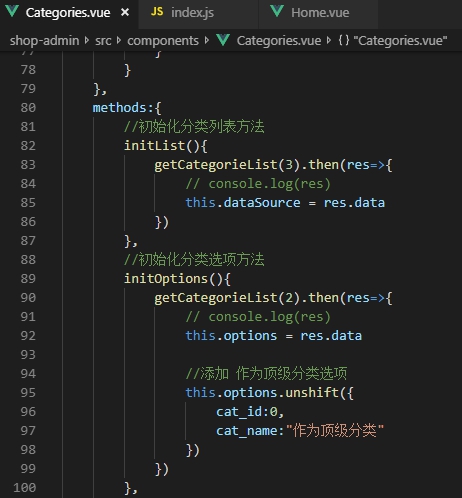 Categories.vue × JS index.js Home.vue
shop-admin > src > components > Categories.vue > {} "Categories.vue"
78 }
79 },
80 methods:{
81 //初始化分类列表方法
82 initList(){
83 getCategorieList(3).then(res=>{
84 // console.log(res)
85 this.dataSource = res.data
86 })
87 },
88 //初始化分类选项方法
89 initOptions(){
90 getCategorieList(2).then(res=>{
91 // console.log(res)
92 this.options = res.data
93
94 //添加 作为顶级分类选项
95 this.options.unshift({
96 cat_id:0,
97 cat_name:"作为顶级分类"
98 })
99 })
100 },